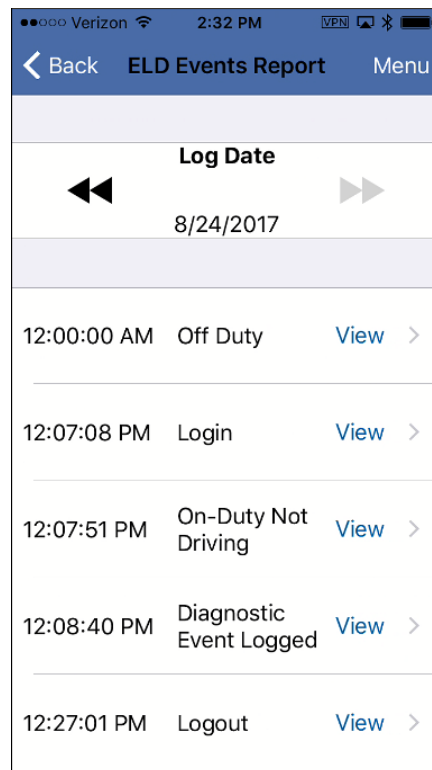 Verizon 2:32 PM VPN
Back ELD Events Report Menu
Log Date
8/24/2017
12:00:00 AM Off Duty View
12:07:08 PM Login View
12:07:51 PM On-Duty Not Driving View
12:08:40 PM Diagnostic Event Logged View
12:27:01 PM Logout View